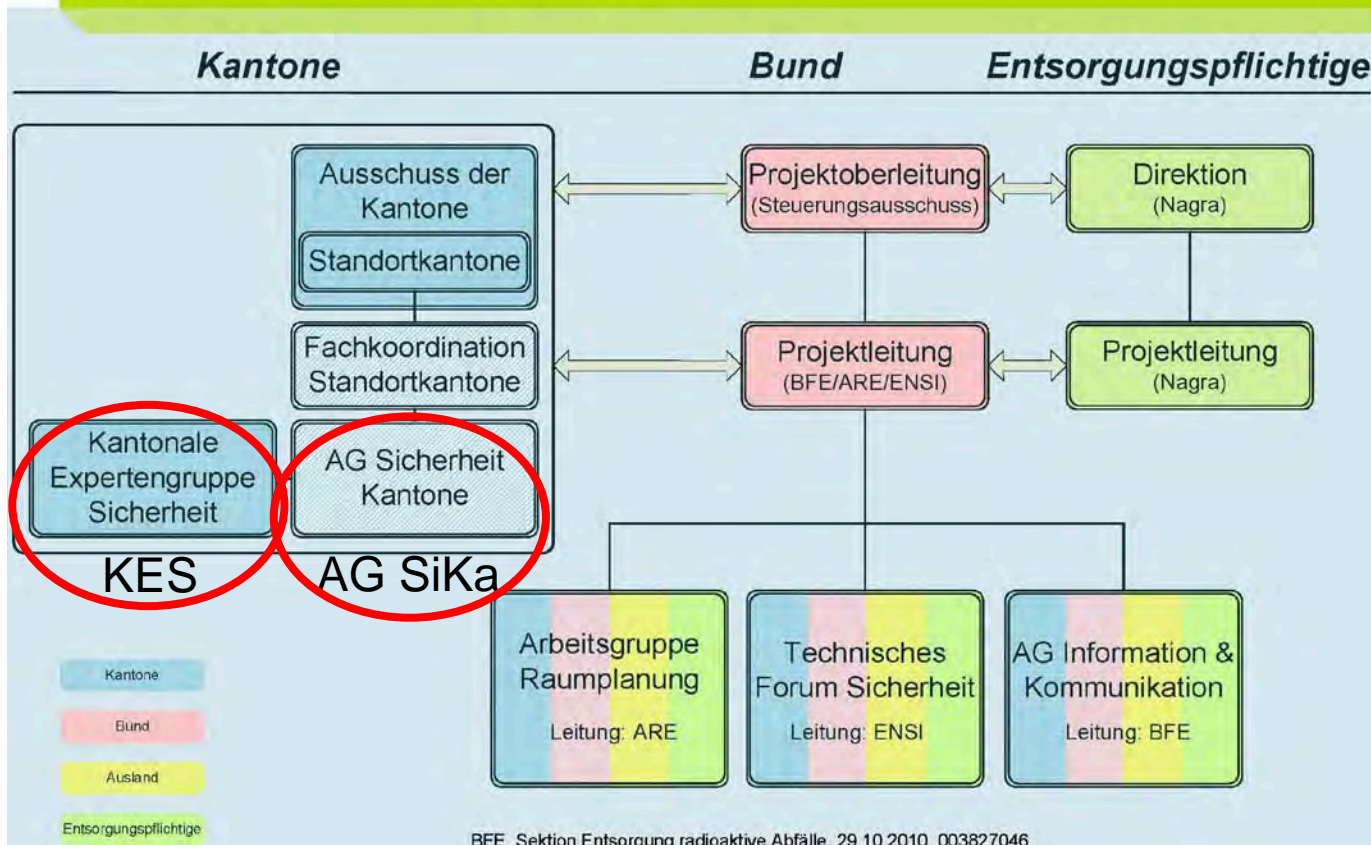 Kantone
Bund
Entsorgungspflichtige
Ausschuss der
Kantone
Standortkantone
Projektoberleitung
(Steuerungsausschuss)
Direktion
(Nagra)
Fachkoordination
Standortkantone
Projektleitung
(BFE/ARE/ENSI)
Projektleitung
(Nagra)
Kantonale
Expertengruppe
Sicherheit
AG Sicherheit
Kantone
KES
AG SiKa
Arbeitsgruppe
Raumplanung
Leitung: ARE
Technisches
Forum Sicherheit
Leitung: ENSI
AG Information &
Kommunikation
Leitung: BFE
Kantone
Bund
Ausland
Entsorgungspflichtige
BFE, Sektion Entsorgung radioaktive Abfälle, 29.10.2010, 003827046